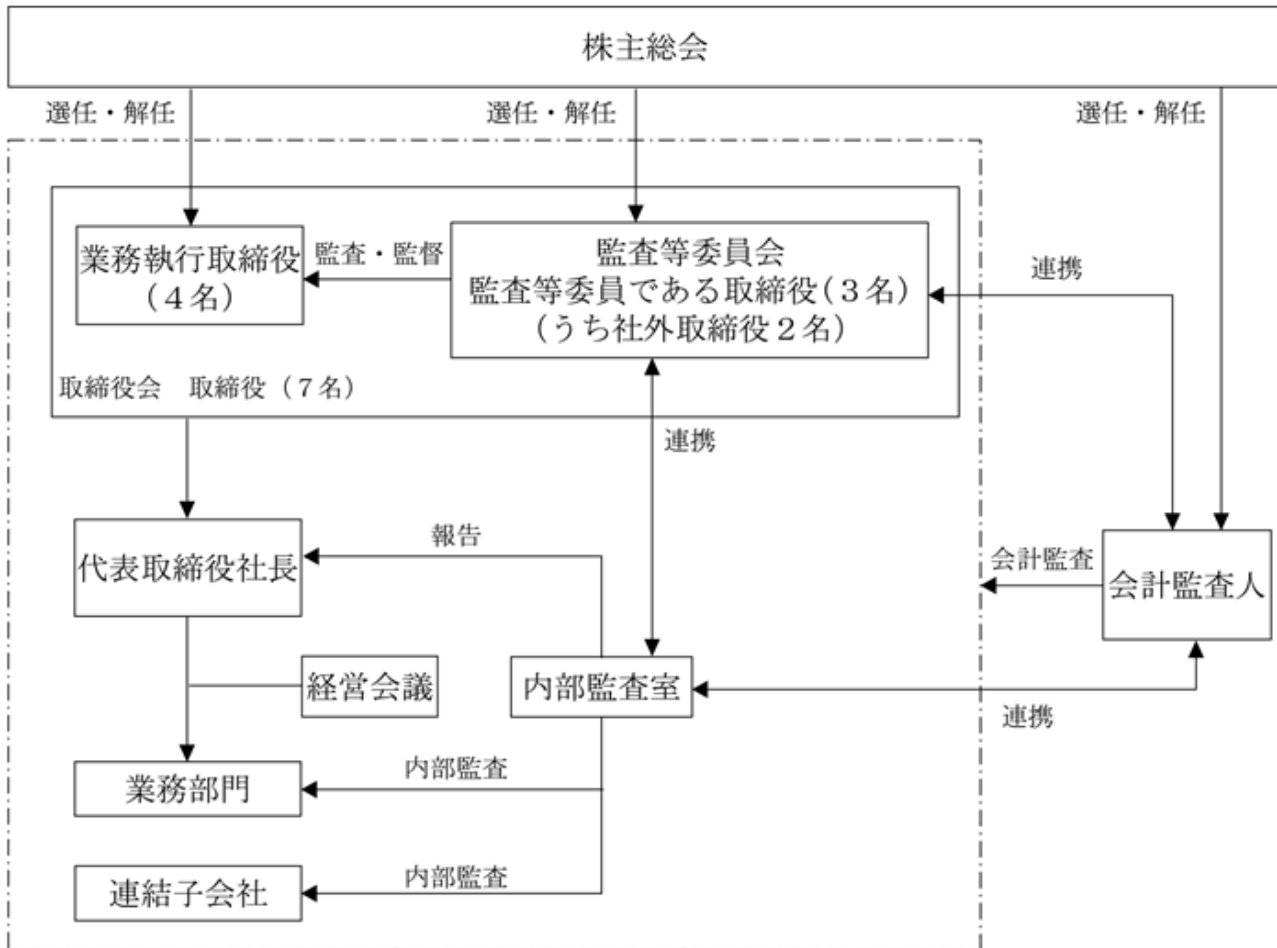 株主総会
選任・解任
選任・解任
選任・解任
業務執行取締役
（４名）
監査・監督
監査等委員会
監査等委員である取締役（３名）
（うち社外取締役２名）
連携
取締役会　取締役（７名）
連携
代表取締役社長
報告
会計監査
会計監査人
経営会議
内部監査室
連携
業務部門
内部監査
連結子会社
内部監査